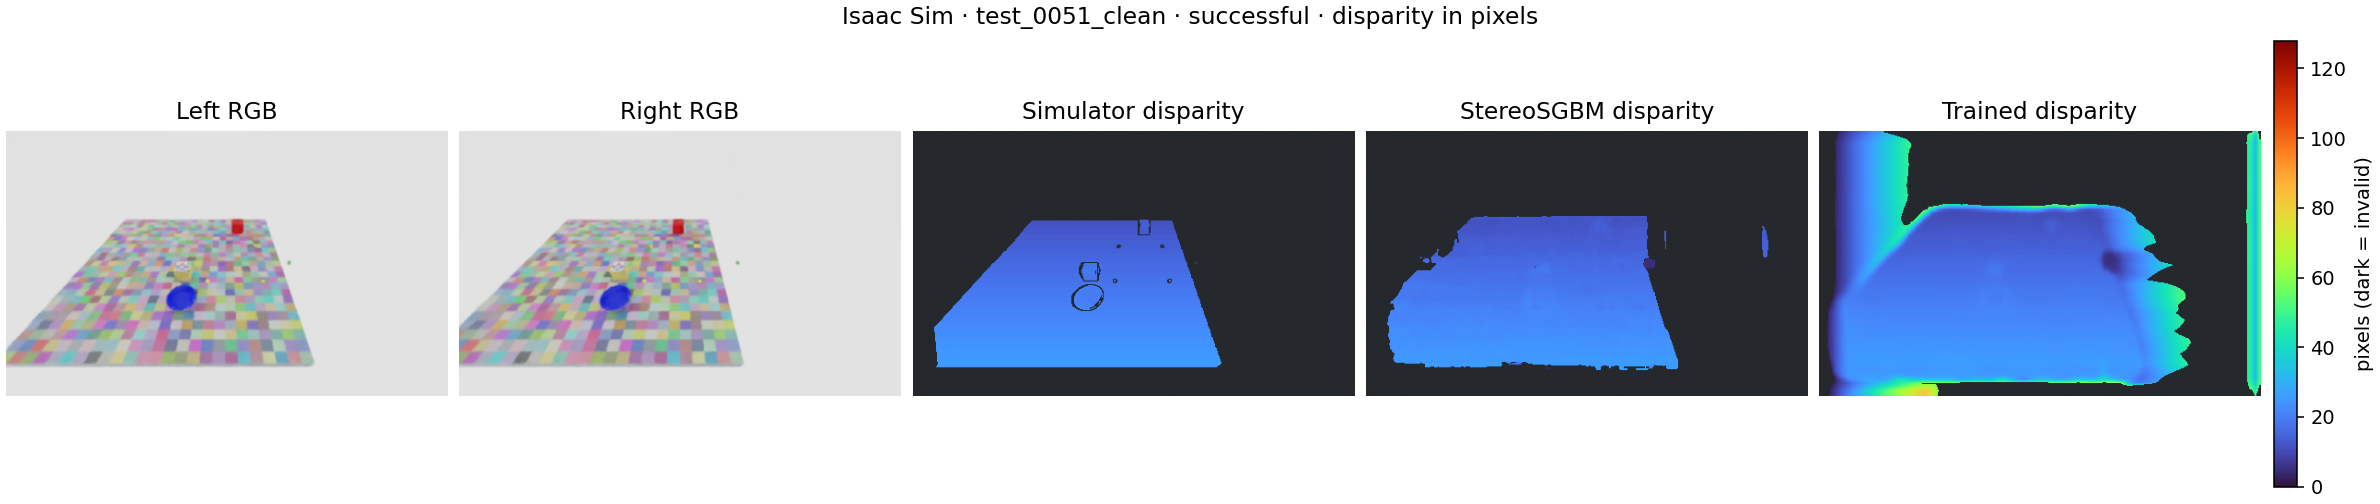 Isaac Sim · test_0051_clean · successful · disparity in pixels
Left RGB
Right RGB
Simulator disparity
StereoSGBM disparity
Trained disparity
120
100
80
60
40
20
0
pixels (dark = invalid)